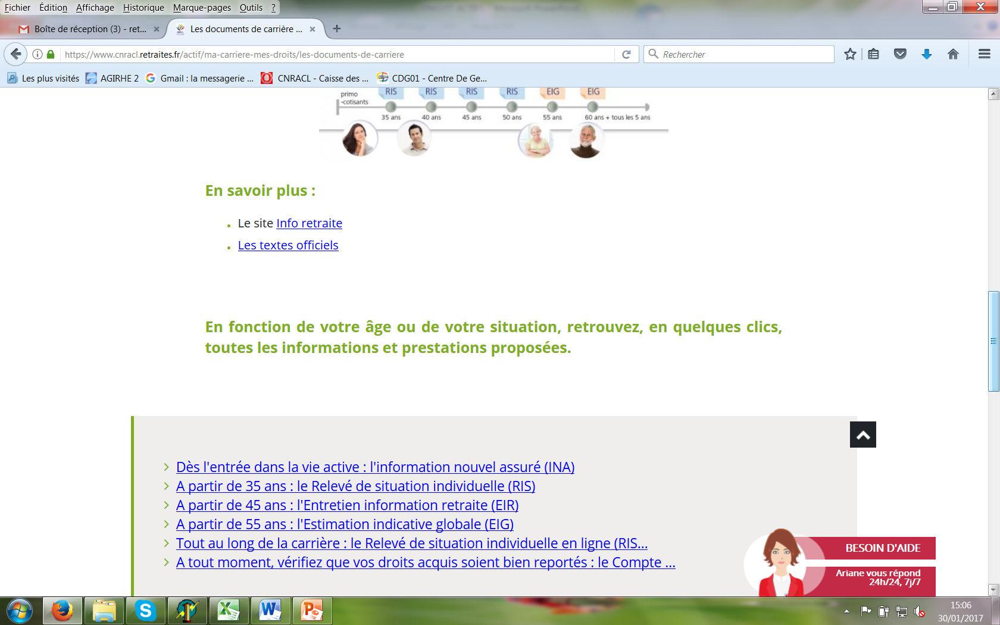 Fichier Édition Affichage Historique Marque-pages Outils ?
Boîte de réception (3) - ret... × Les documents de carrière ... × +
https://www.cnracl.retraites.fr/actif/ma-carriere-mes-droits/les-documents-de-carriere Rechercher
Les plus visités AGIRHE 2 Gmail : la messagerie ... CNRACL - Caisse des ... CDG01 - Centre De Ge...
RIS RIS RIS RIS EIG EIG
primo
-cotisants
35 ans 40 ans 45 ans 50 ans 55 ans 60 ans + tous les 5 ans
En savoir plus :
Le site Info retraite
Les textes officiels
En fonction de votre âge ou de votre situation, retrouvez, en quelques clics,
toutes les informations et prestations proposées.
Dès l'entrée dans la vie active : l'information nouvel assuré (INA)
A partir de 35 ans : le Relevé de situation individuelle (RIS)
A partir de 45 ans : l'Entretien information retraite (EIR)
A partir de 55 ans : l'Estimation indicative globale (EIG)
Tout au long de la carrière : le Relevé de situation individuelle en ligne (RIS...
A tout moment, vérifiez que vos droits acquis soient bien reportés : le Compte ...
BESOIN D'AIDE
Ariane vous répond
24h/24, 7j/7
15:06
30/01/2017